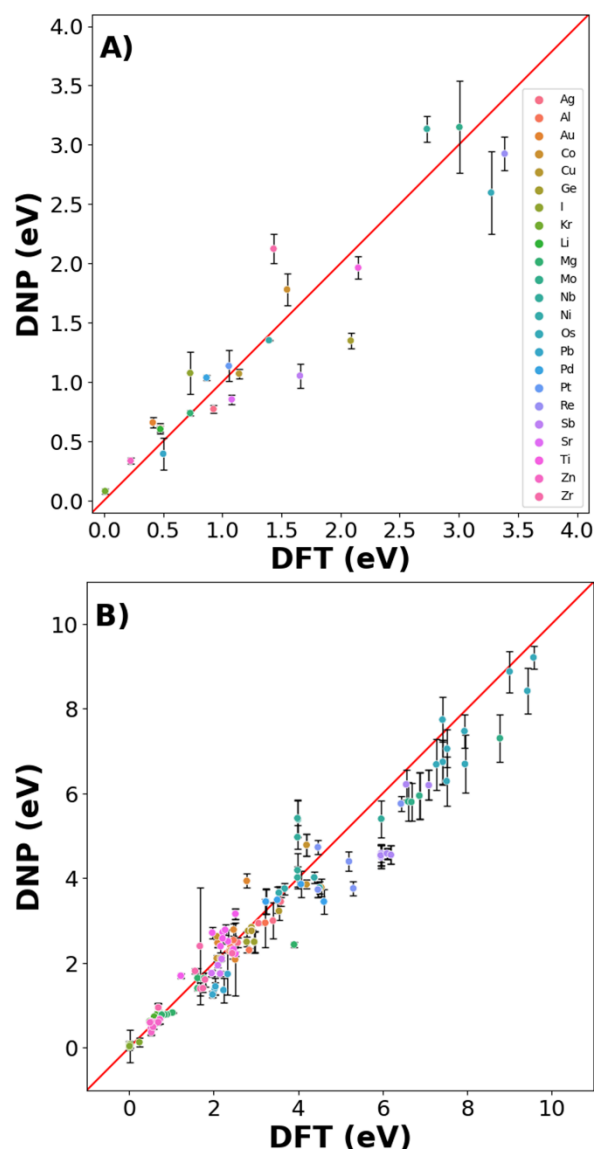 A)
4.0
3.5
3.0
2.5
2.0
1.5
1.0
0.5
0.0
DNP (eV)
Ag
Al
Au
Co
Cu
Ge
I
Kr
Li
Mg
Mo
Nb
Ni
Os
Pb
Pd
Pt
Re
Sb
Sr
Ti
Zn
Zr
0.0 0.5 1.0 1.5 2.0 2.5 3.0 3.5 4.0
DFT (eV)
B)
10
8
6
4
2
0
DNP (eV)
0 2 4 6 8 10
DFT (eV)